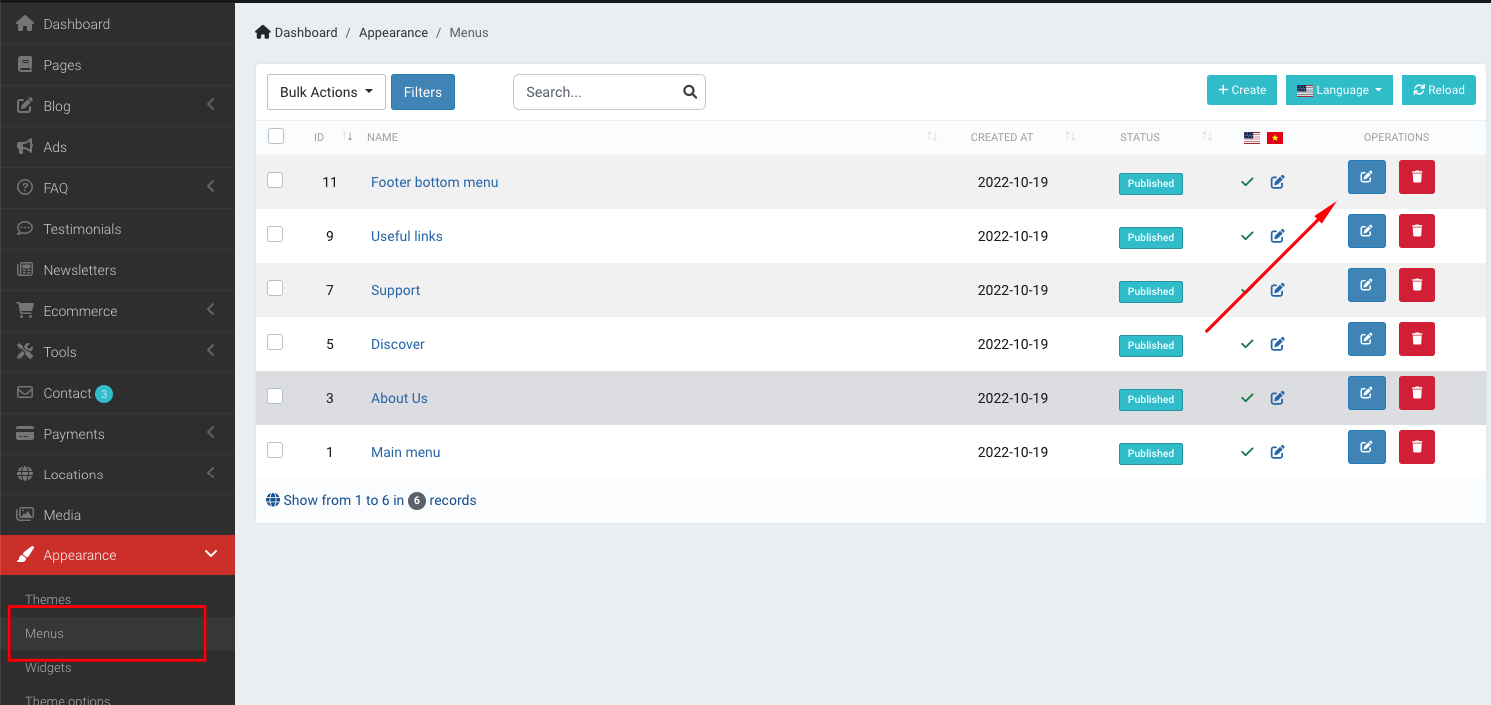 Dashboard
Pages
Blog
Ads
FAQ
Testimonials
Newsletters
Ecommerce
Tools
Contact 3
Payments
Locations
Media
Appearance
Themes
Menus
Widgets
Theme options
Dashboard / Appearance / Menus
Bulk Actions Filters Search... + Create Language Reload
ID NAME CREATED AT STATUS OPERATIONS
11 Footer bottom menu 2022-10-19 Published
9 Useful links 2022-10-19 Published
7 Support 2022-10-19 Published
5 Discover 2022-10-19 Published
3 About Us 2022-10-19 Published
1 Main menu 2022-10-19 Published
Show from 1 to 6 in 6 records